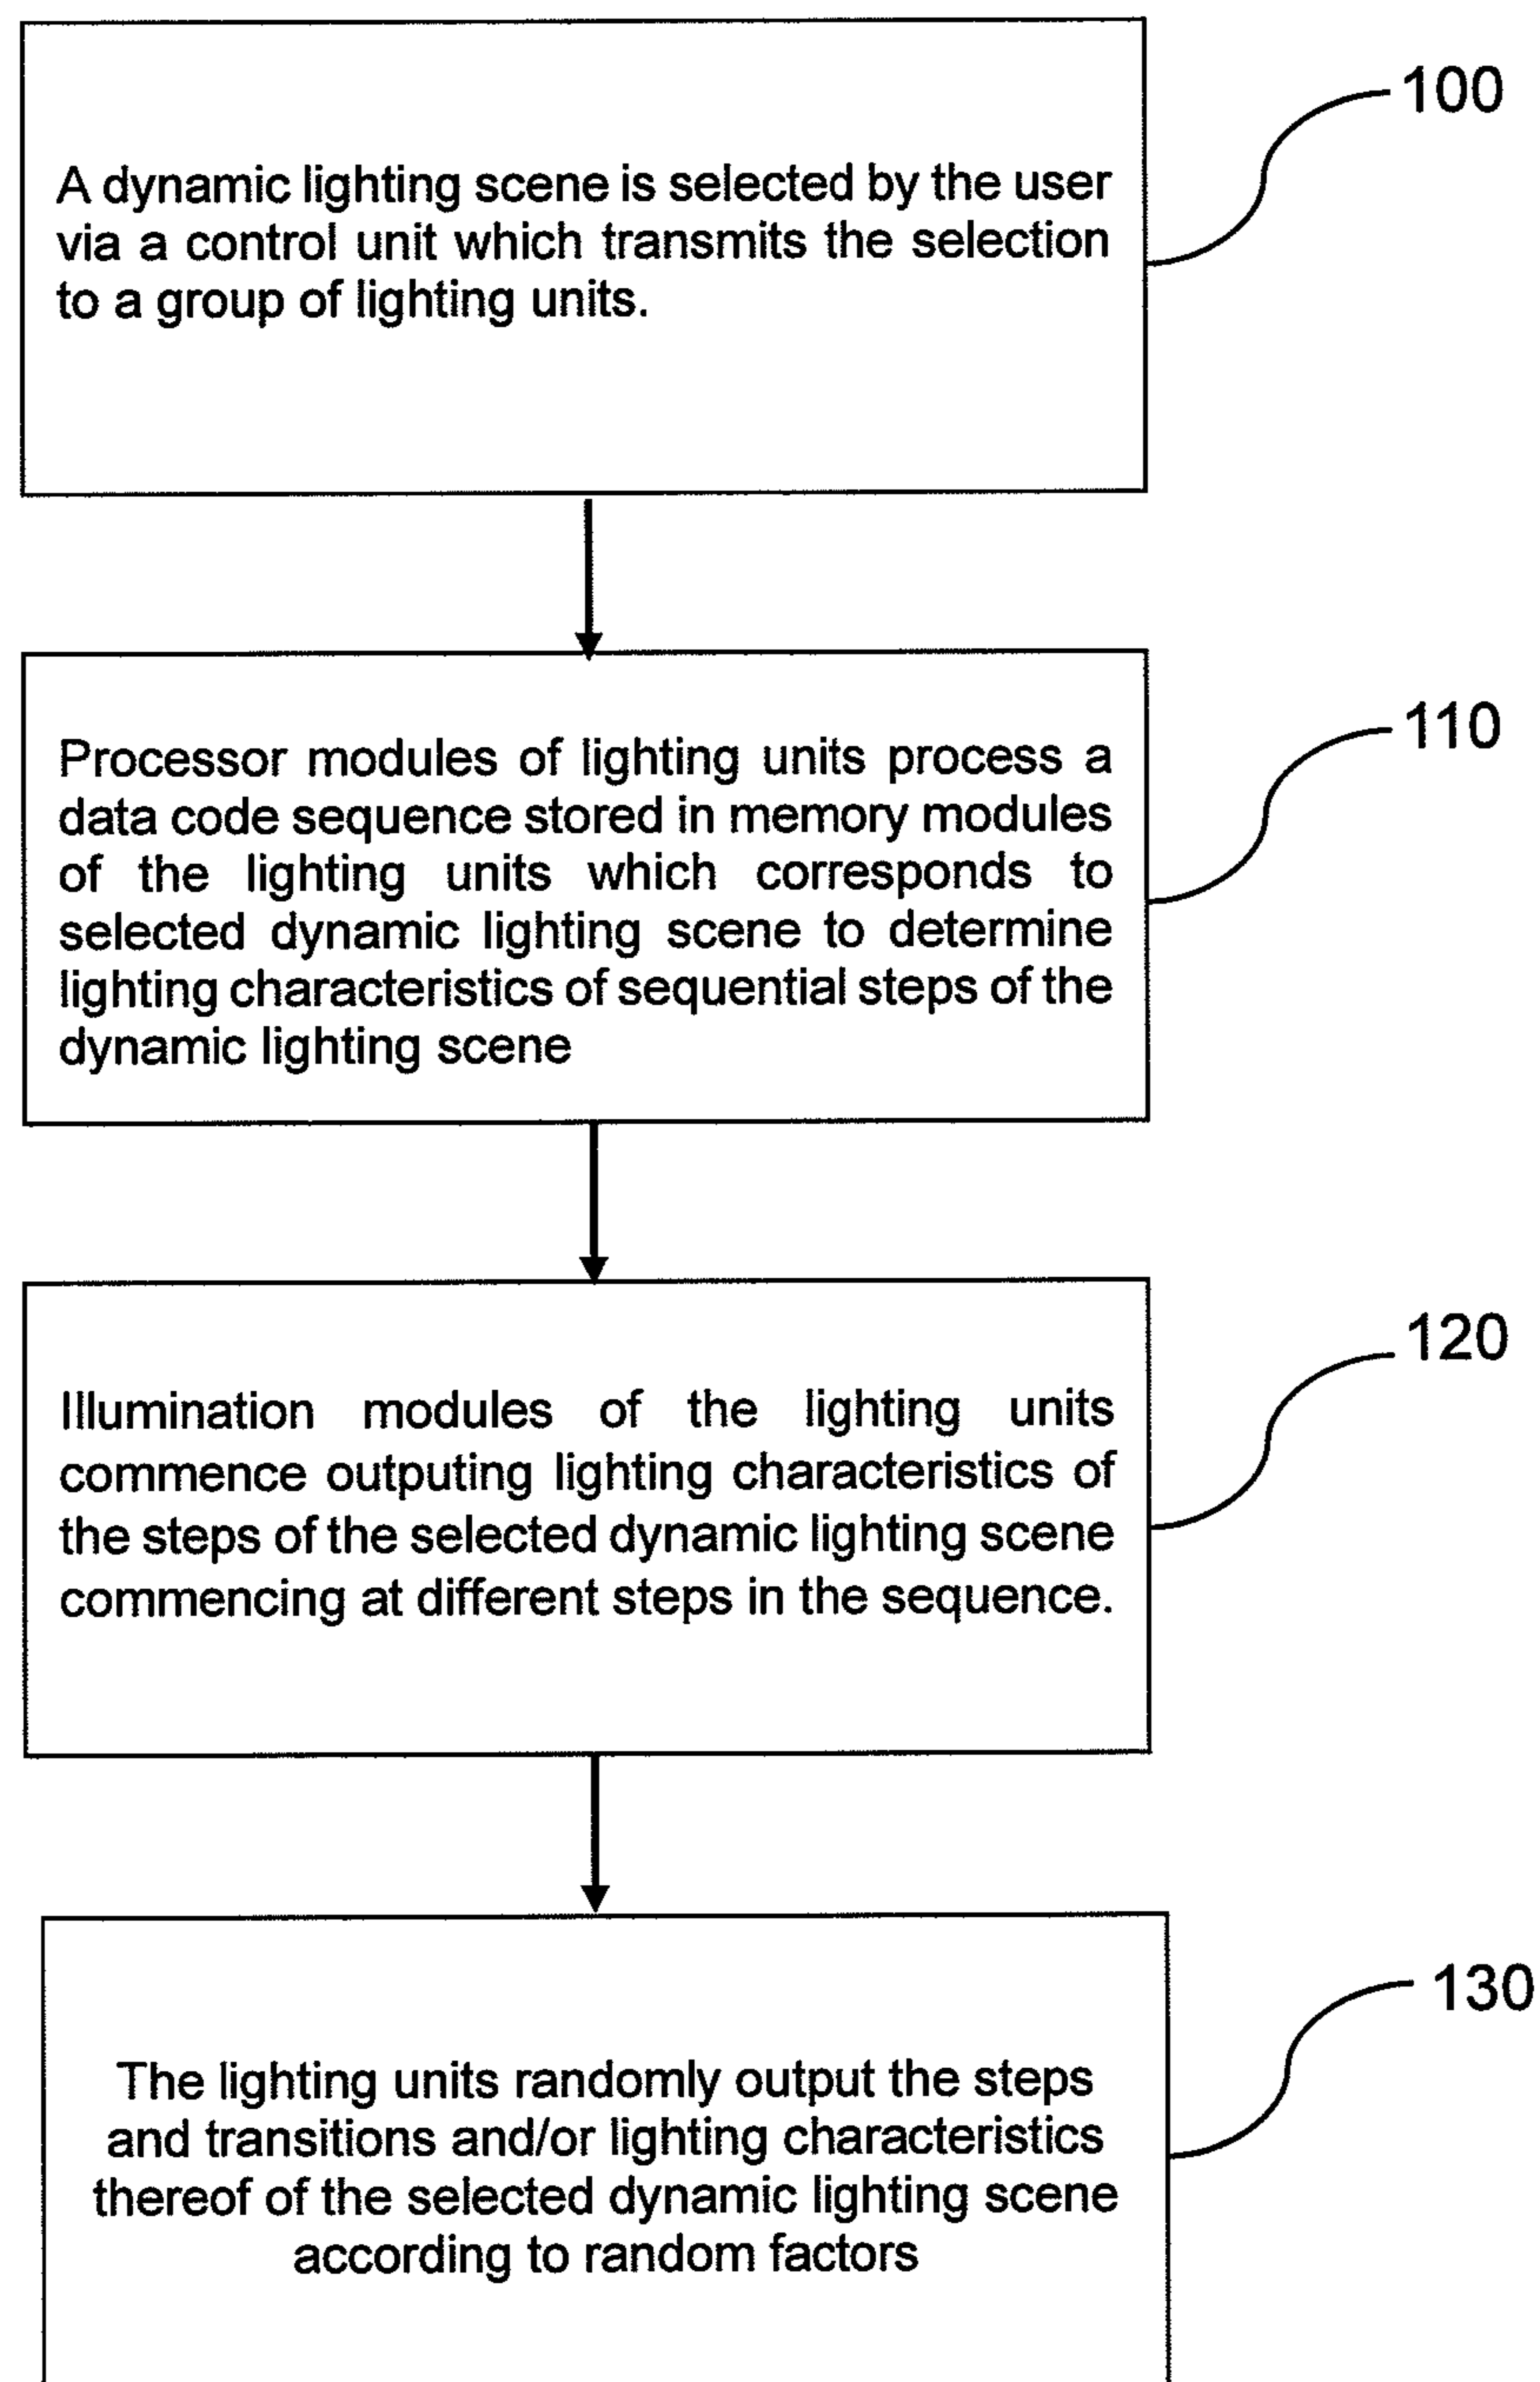 100
A dynamic lighting scene is selected by the user
via a control unit which transmits the selection
to a group of lighting units.
110
Processor modules of lighting units process a
data code sequence stored in memory modules
of the lighting units which corresponds to
selected dynamic lighting scene to determine
lighting characteristics of sequential steps of the
dynamic lighting scene
120
Illumination modules of the lighting units
commence outputing lighting characteristics of
the steps of the selected dynamic lighting scene
commencing at different steps in the sequence.
130
The lighting units randomly output the steps
and transitions and/or lighting characteristics
thereof of the selected dynamic lighting scene
according to random factors